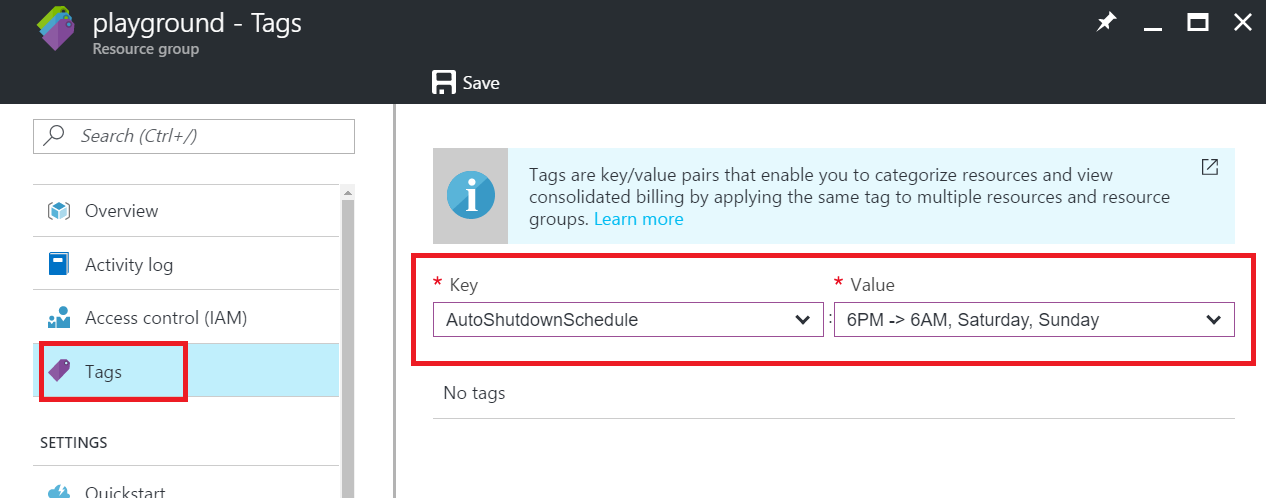 playground - Tags
Resource group
Save
Search (Ctrl+/)
Overview
Activity log
Access control (IAM)
Tags
SETTINGS
Quickstart
Tags are key/value pairs that enable you to categorize resources and view
consolidated billing by applying the same tag to multiple resources and resource
groups. Learn more
* Key
* Value
AutoShutdownSchedule : 6PM -> 6AM, Saturday, Sunday
No tags